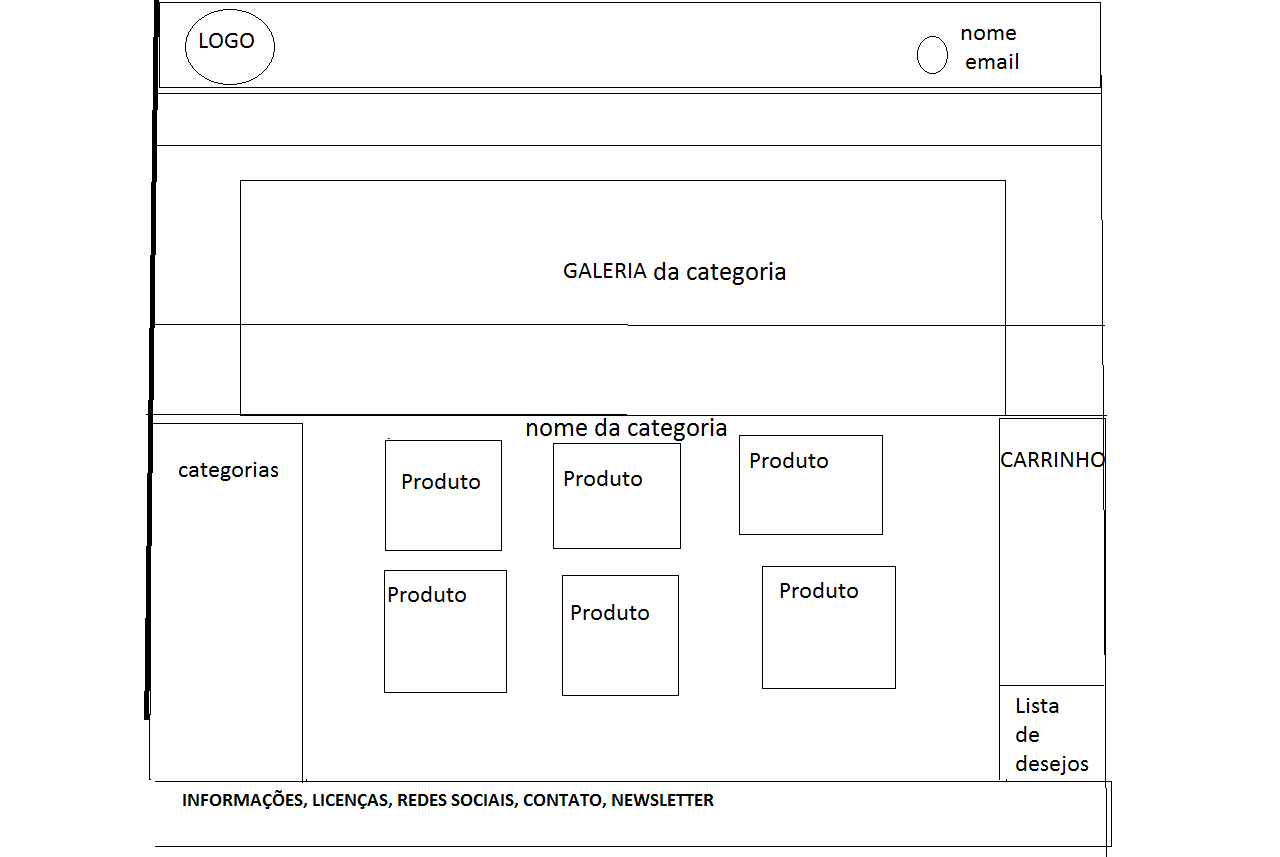 LOGO
nome
email
GALERIA da categoria
nome da categoria
categorias
Produto
Produto
Produto
CARRINHO
Produto
Produto
Produto
Lista
de
desejos
INFORMAÇÕES, LICENÇAS, REDES SOCIAIS, CONTATO, NEWSLETTER